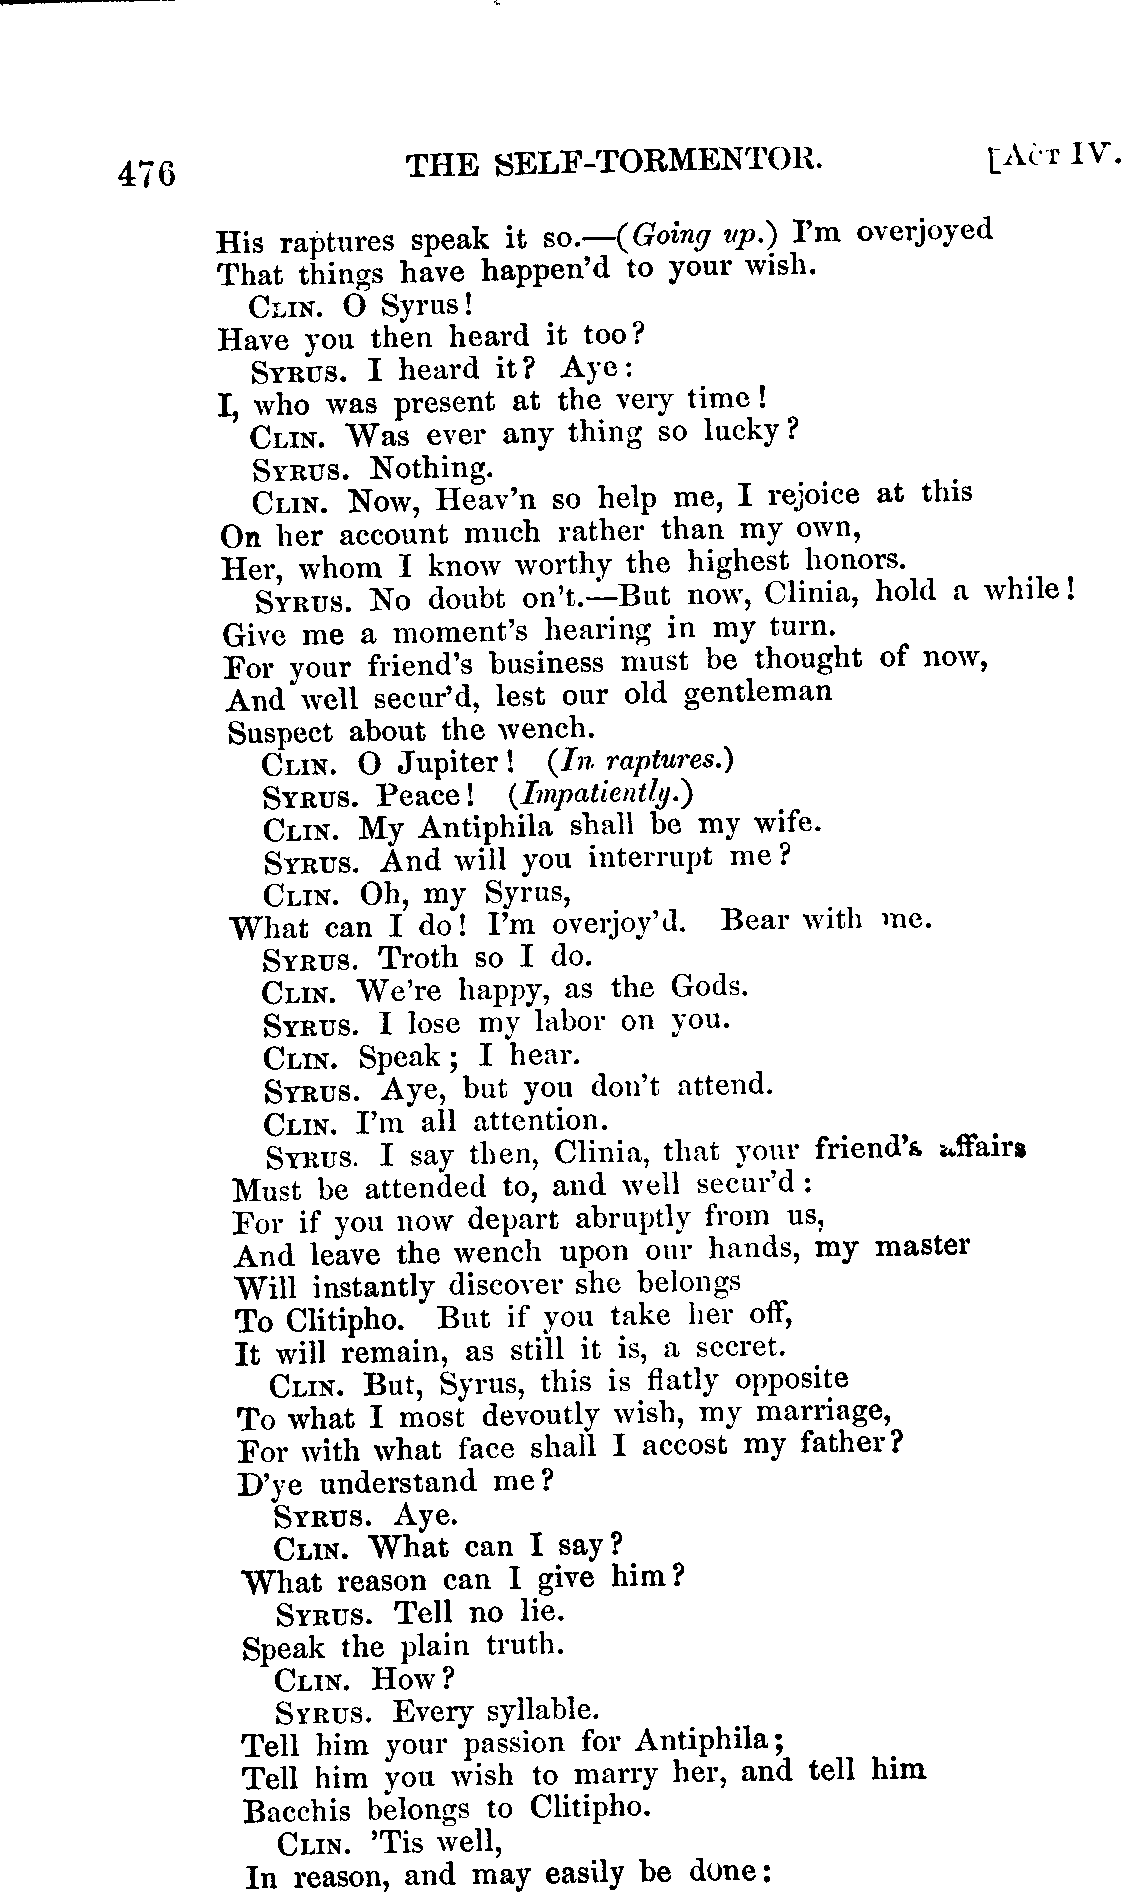 476 THE SELF-TORMENTOR. [ACT IV.
His raptures speak it so.—(Going up.) I'm overjoyed
That things have happen'd to your wish.
CLIN. O Syrus!
Have you then heard it too?
SYRUS. I heard it? Aye:
I, who was present at the very time!
CLIN. Was ever any thing so lucky?
SYRUS. Nothing.
CLIN. Now, Heav'n so help me, I rejoice at this
On her account much rather than my own,
Her, whom I know worthy the highest honors.
SYRUS. No doubt on't.—But now, Clinia, hold a while!
Give me a moment's hearing in my turn.
For your friend's business must be thought of now,
And well secur'd, lest our old gentleman
Suspect about the wench.
CLIN. O Jupiter! (In raptures.)
SYRUS. Peace! (Impatiently.)
CLIN. My Antiphila shall be my wife.
SYRUS. And will you interrupt me?
CLIN. Oh, my Syrus,
What can I do! I'm overjoy'd. Bear with me.
SYRUS. Troth so I do.
CLIN. We're happy, as the Gods.
SYRUS. I lose my labor on you.
CLIN. Speak; I hear.
SYRUS. Aye, but you don't attend.
CLIN. I'm all attention.
SYRUS. I say then, Clinia, that your friend's affairs
Must be attended to, and well secur'd:
For if you now depart abruptly from us,
And leave the wench upon our hands, my master
Will instantly discover she belongs
To Clitipho. But if you take her off,
It will remain, as still it is, a secret.
CLIN. But, Syrus, this is flatly opposite
To what I most devoutly wish, my marriage,
For with what face shall I accost my father?
D'ye understand me?
SYRUS. Aye.
CLIN. What can I say?
What reason can I give him?
SYRUS. Tell no lie.
Speak the plain truth.
CLIN. How?
SYRUS. Every syllable.
Tell him your passion for Antiphila;
Tell him you wish to marry her, and tell him
Bacchis belongs to Clitipho.
CLIN. 'Tis well,
In reason, and may easily be done: